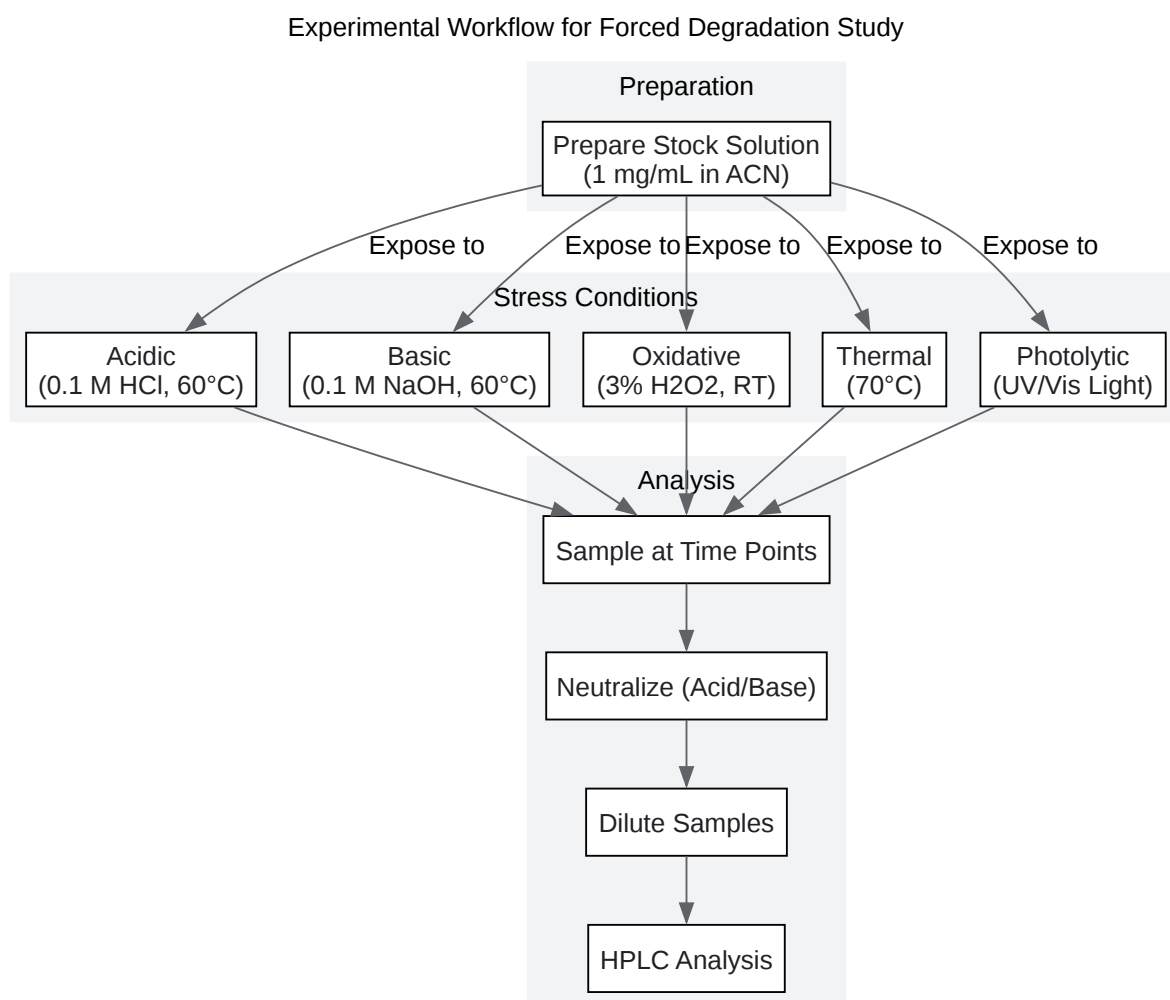 Experimental Workflow for Forced Degradation Study
Preparation
Prepare Stock Solution
(1 mg/mL in ACN)
Expose to
Expose to
Expose to
Expose to
Expose to
Stress Conditions
Acidic
(0.1 M HCl, 60°C)
Basic
(0.1 M NaOH, 60°C)
Oxidative
(3% H2O2, RT)
Thermal
(70°C)
Photolytic
(UV/Vis Light)
Analysis
Sample at Time Points
Neutralize (Acid/Base)
Dilute Samples
HPLC Analysis